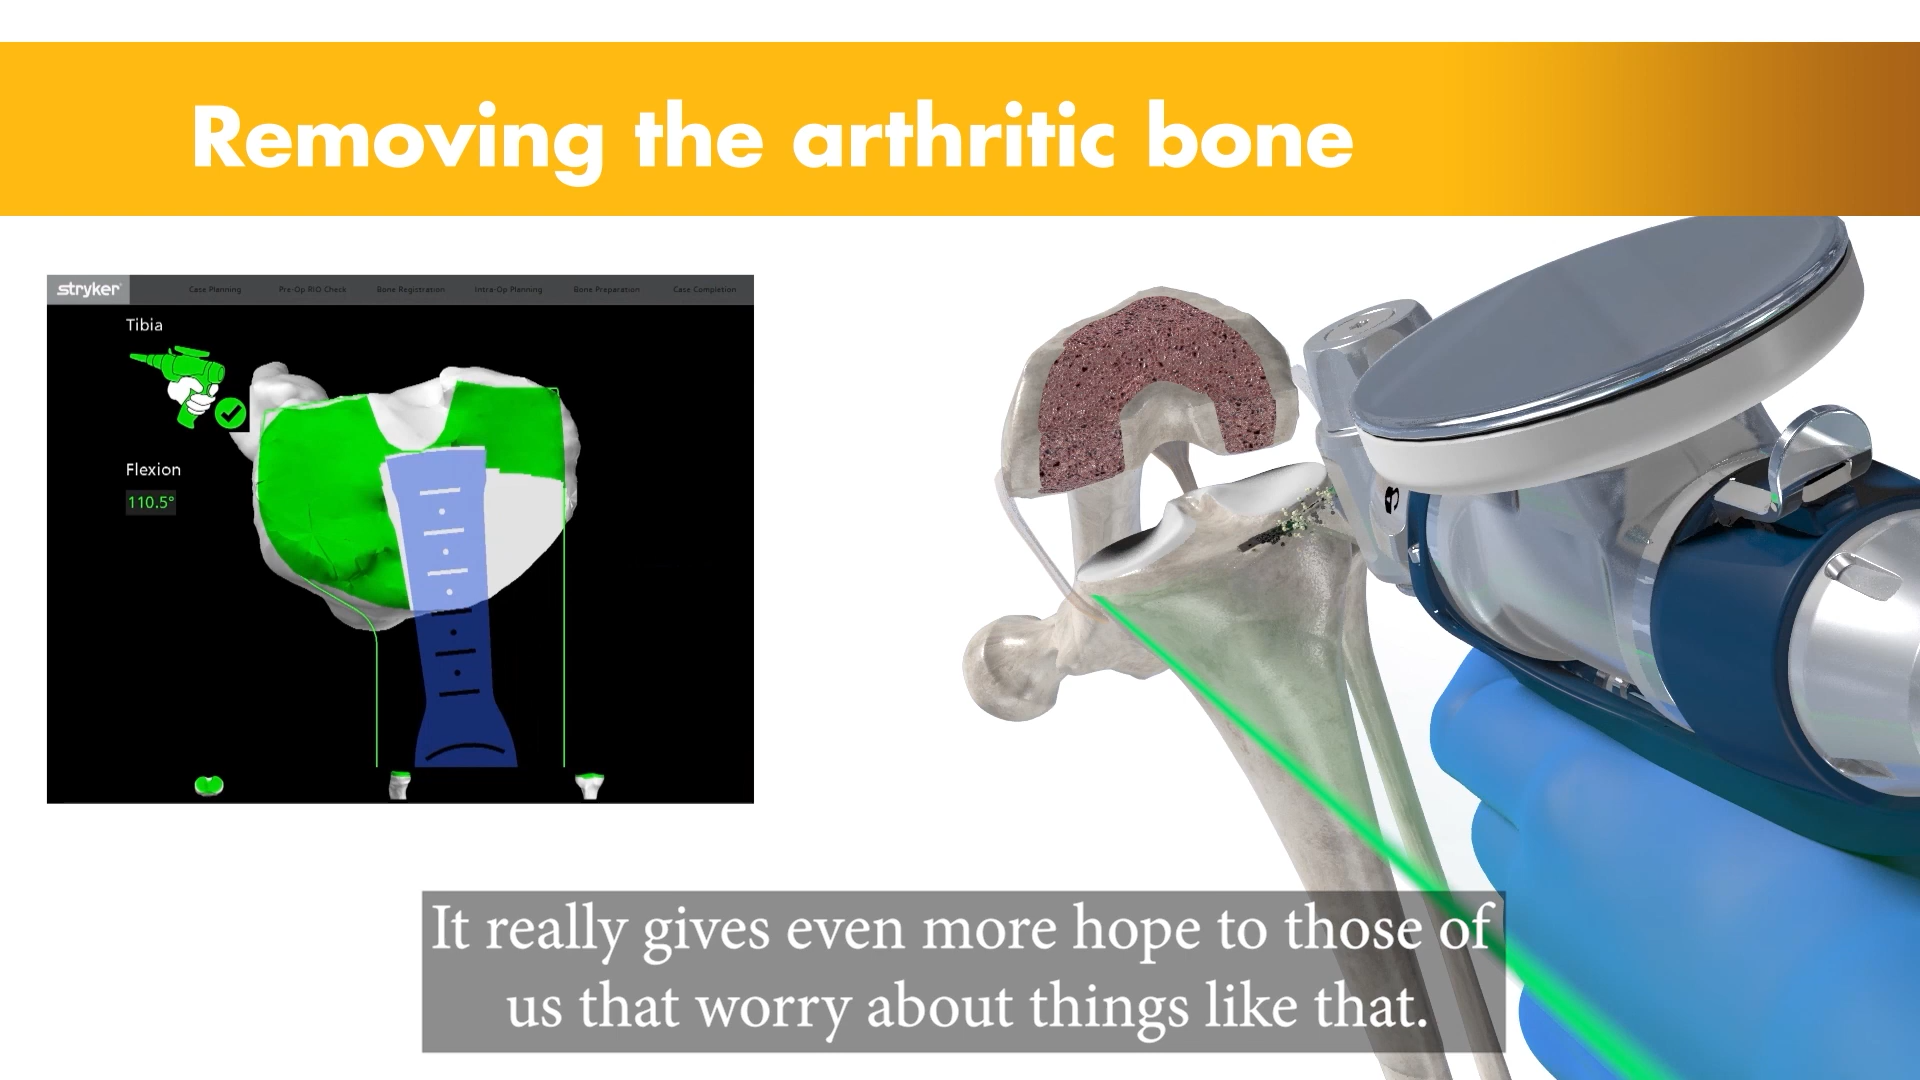 Removing the arthritic bone
stryker
Case Planning Pre-Op RIO Check Bone Registration Intra-Op Planning Bone Preparation Case Completion
Tibia
Flexion
110.5°
It really gives even more hope to those of
us that worry about things like that.